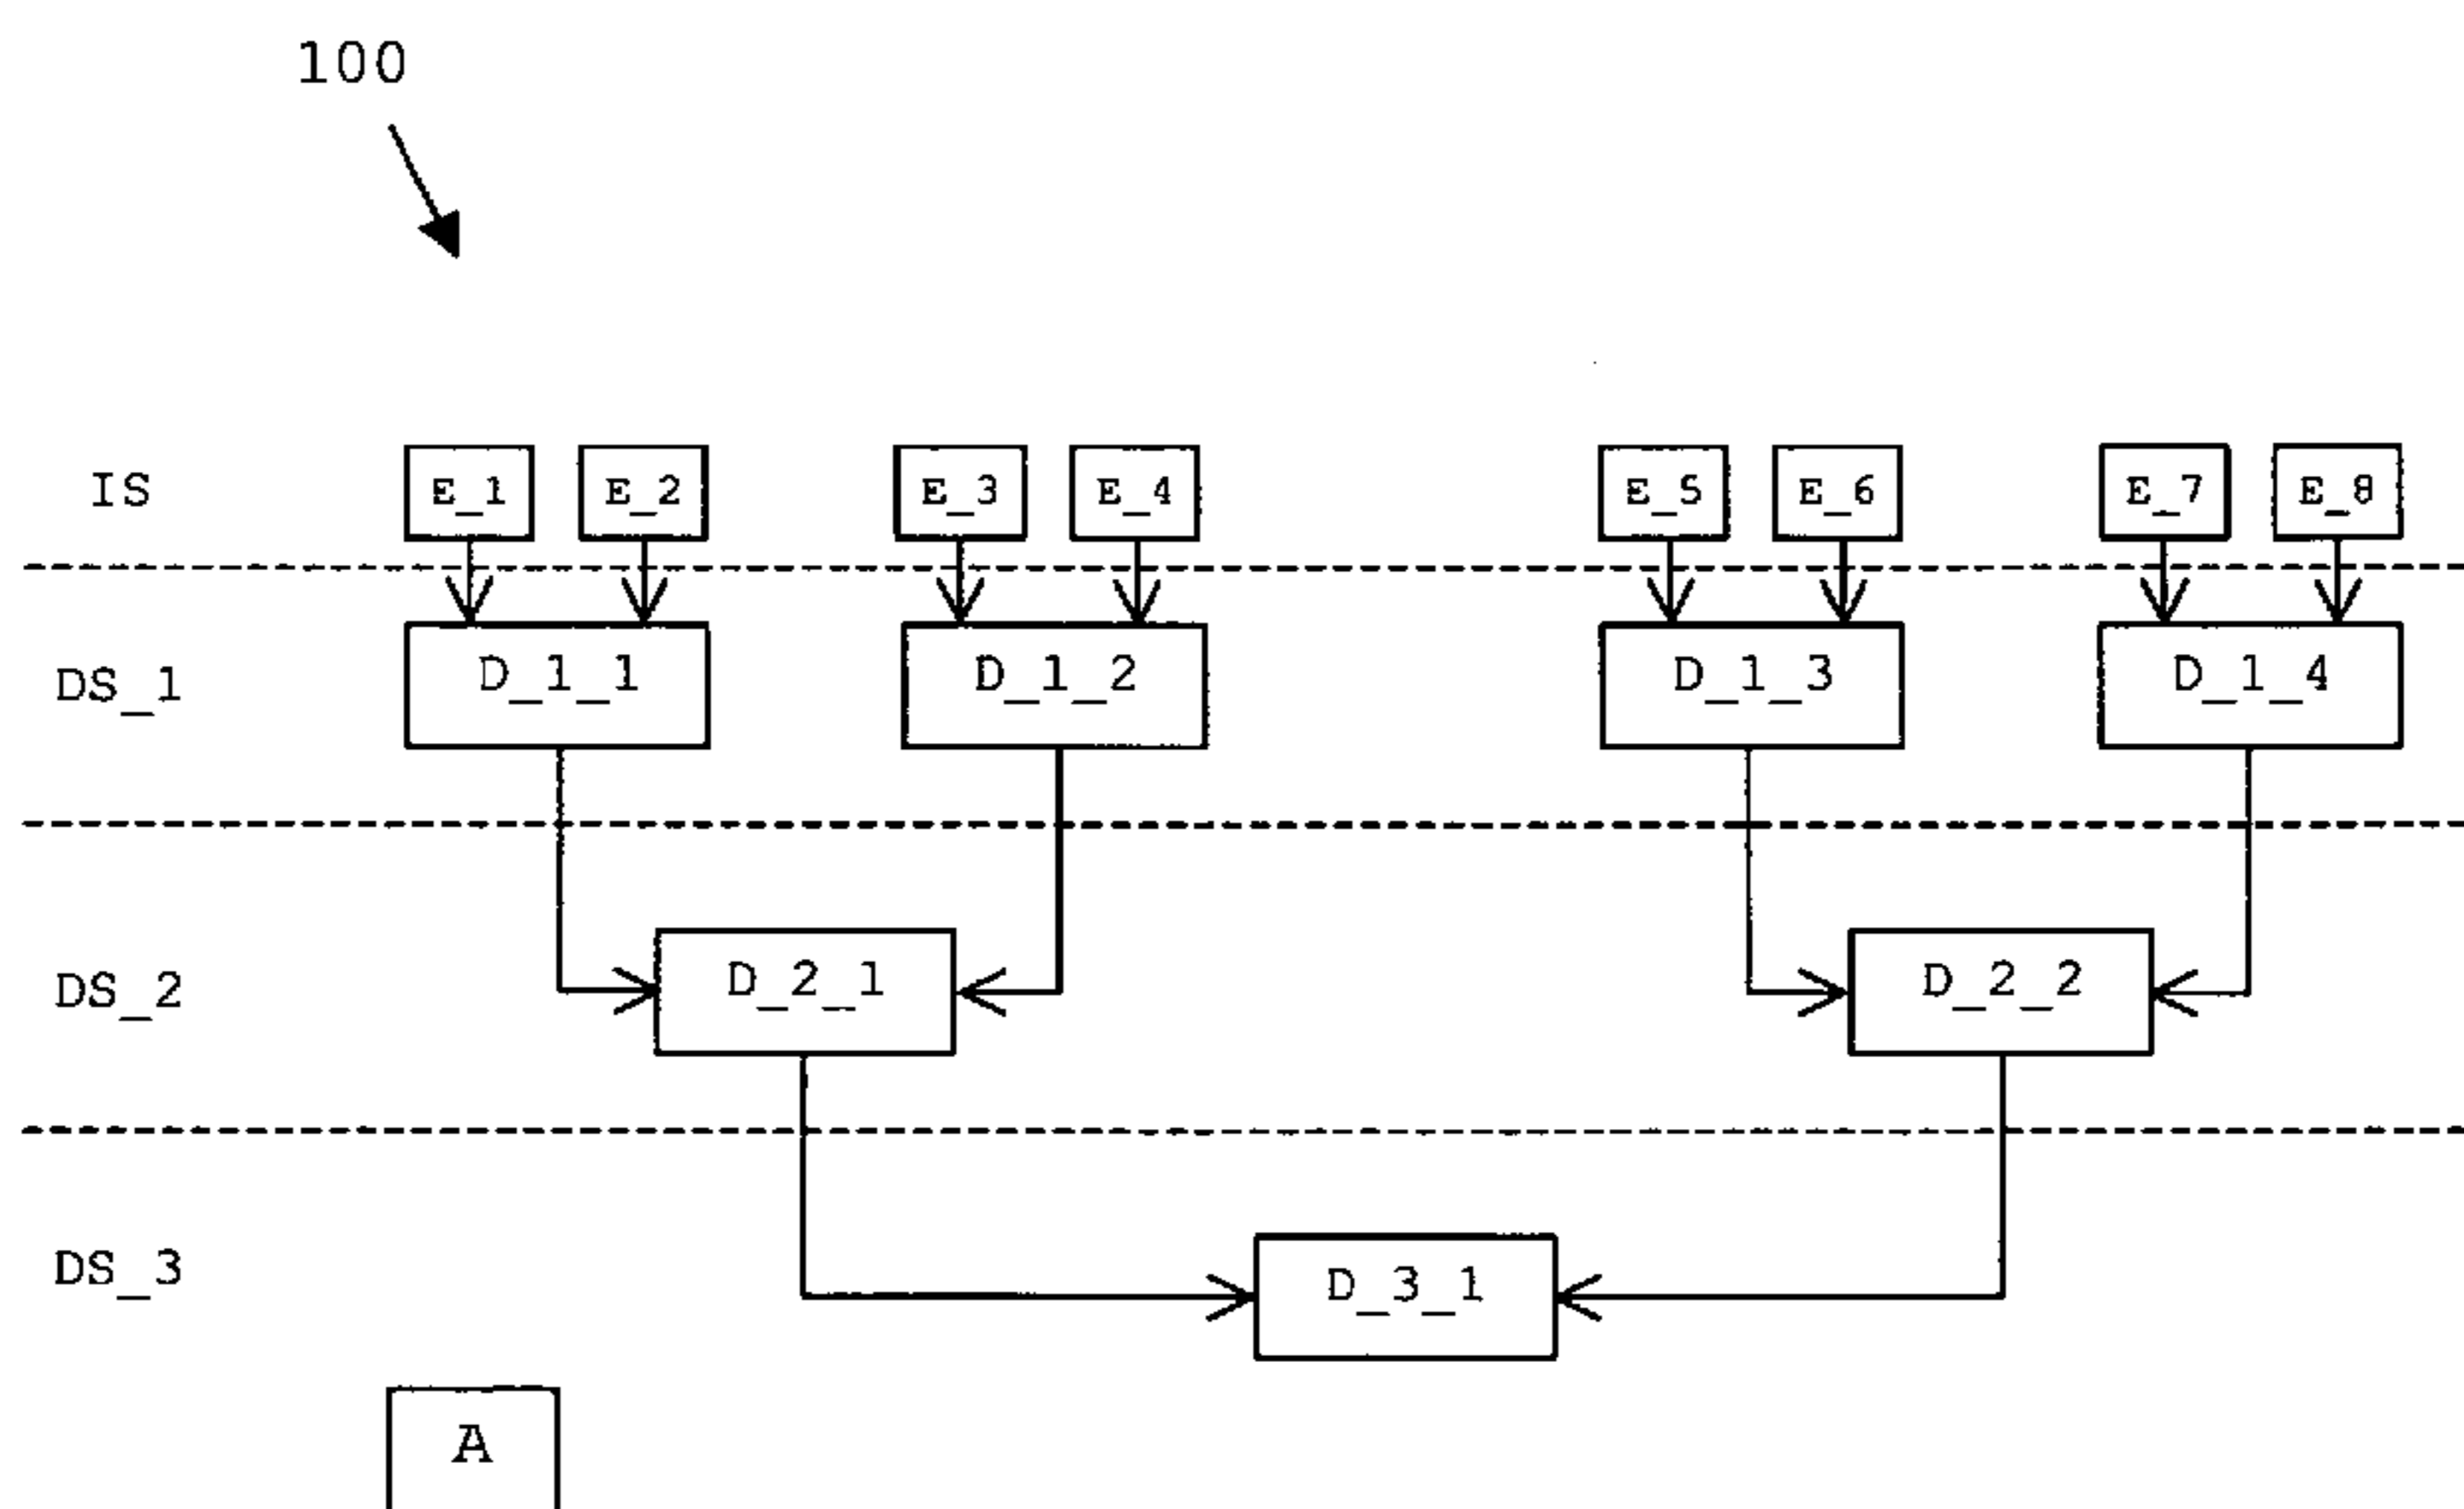 100
IS E_1 E_2 E_3 E_4 E_5 E_6 E_7 E_8
DS_1 D_1_1 D_1_2 D_1_3 D_1_4
DS_2 D_2_1 D_2_2
DS_3 D_3_1
A